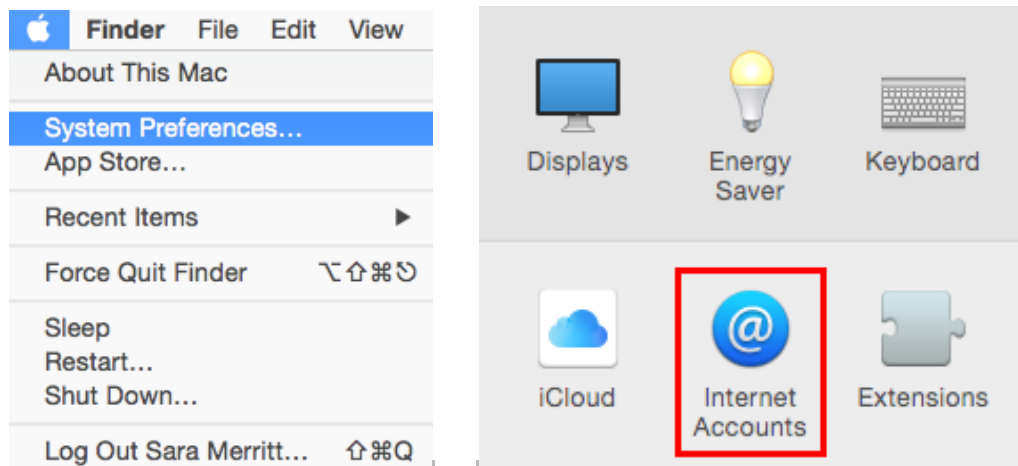 Finder File Edit View
About This Mac
System Preferences...
App Store...
Recent Items ▶
Force Quit Finder ⌥⇧⌘⎋
Sleep
Restart...
Shut Down...
Log Out Sara Merritt... ⇧⌘Q
Displays
Energy
Saver
Keyboard
iCloud
@
Internet
Accounts
Extensions